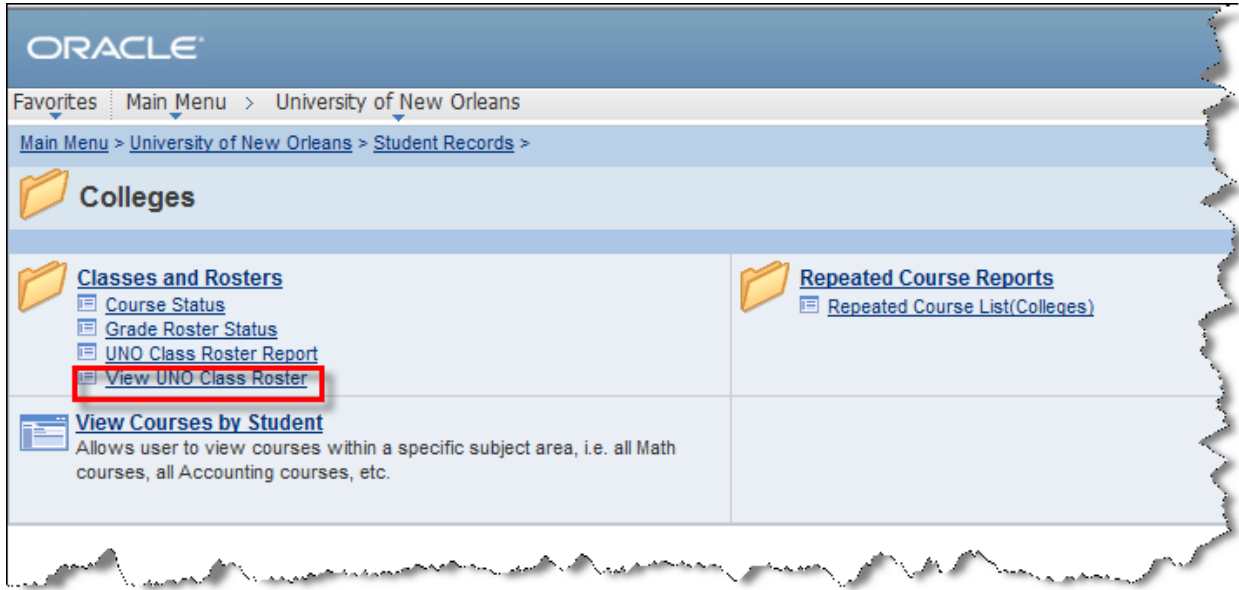 ORACLE
Favorites Main Menu > University of New Orleans
Main Menu > University of New Orleans > Student Records >
Colleges
Classes and Rosters
Course Status
Grade Roster Status
UNO Class Roster Report
View UNO Class Roster
Repeated Course Reports
Repeated Course List(Colleges)
View Courses by Student
Allows user to view courses within a specific subject area, i.e. all Math
courses, all Accounting courses, etc.